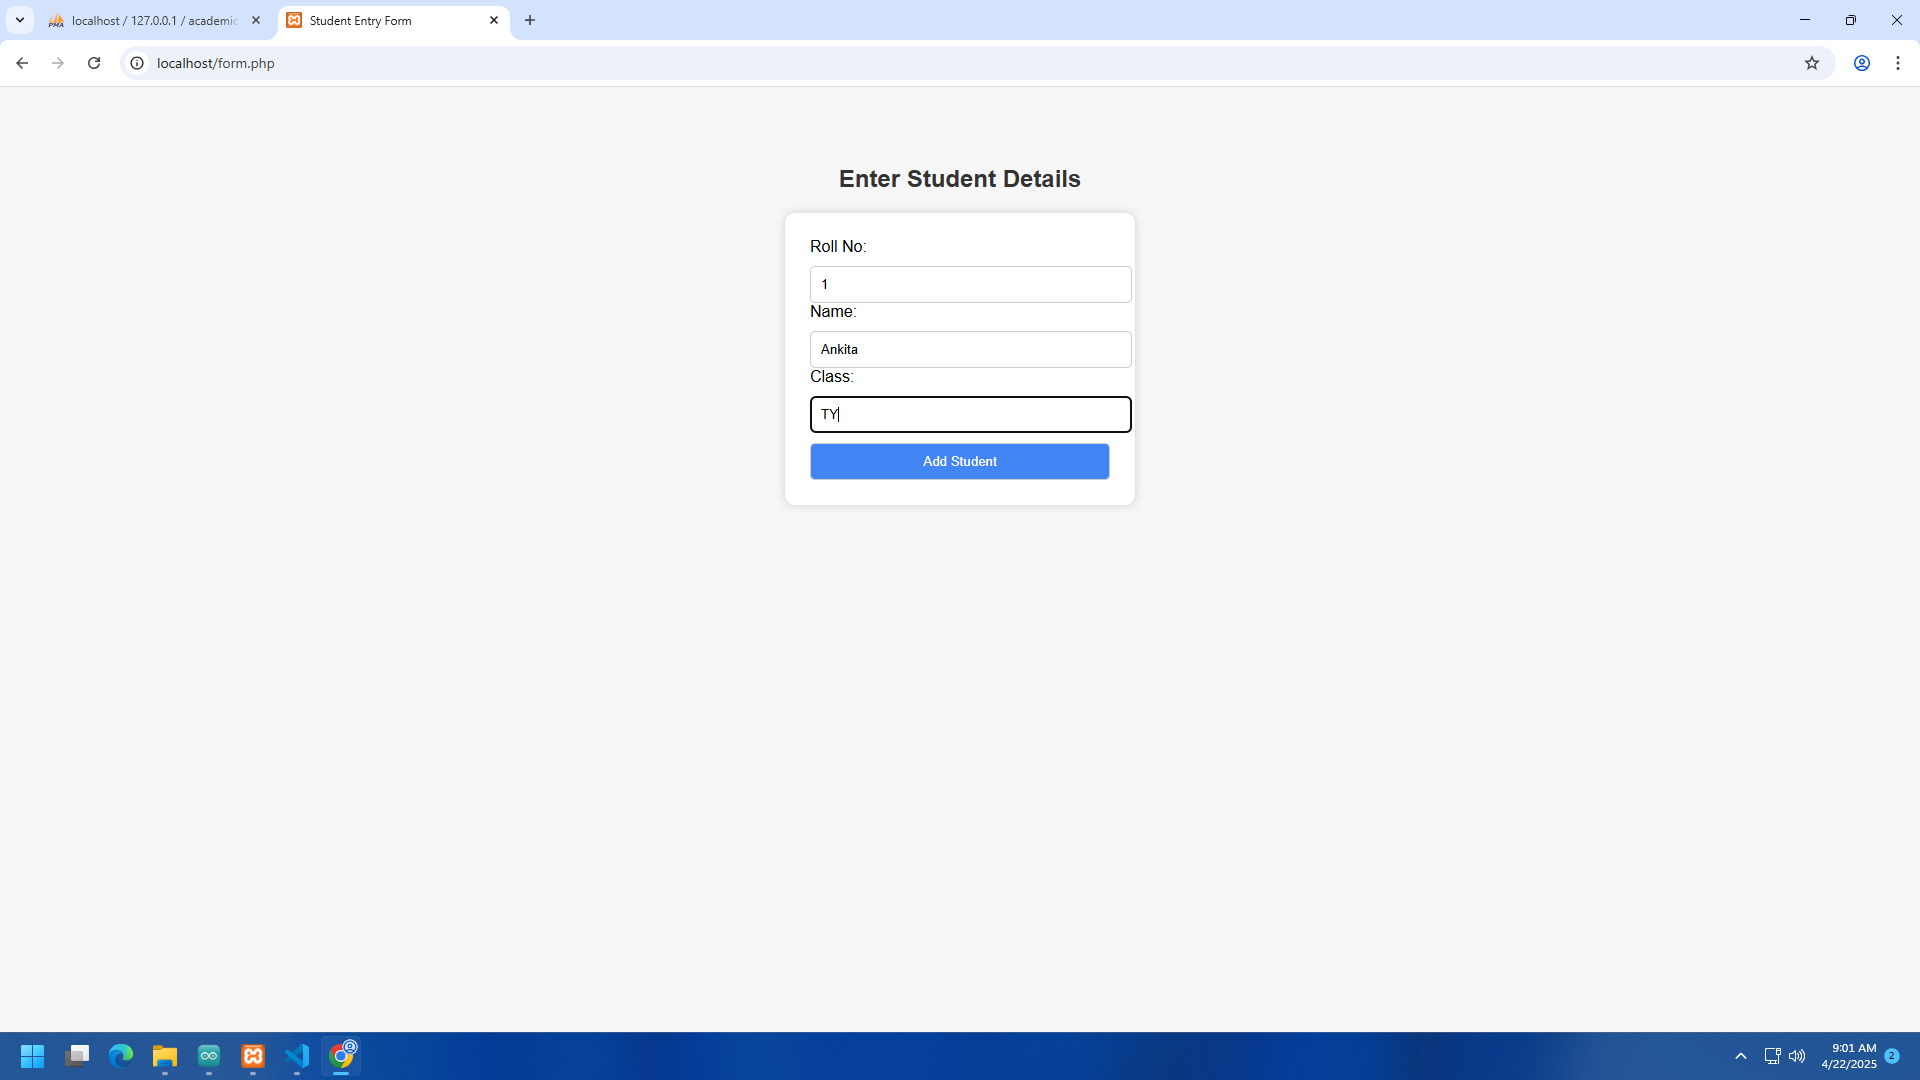 localhost / 127.0.0.1 / academic
Student Entry Form
localhost/form.php
Enter Student Details
Roll No:
1
Name:
Ankita
Class:
TY
Add Student
9:01 AM
4/22/2025
2